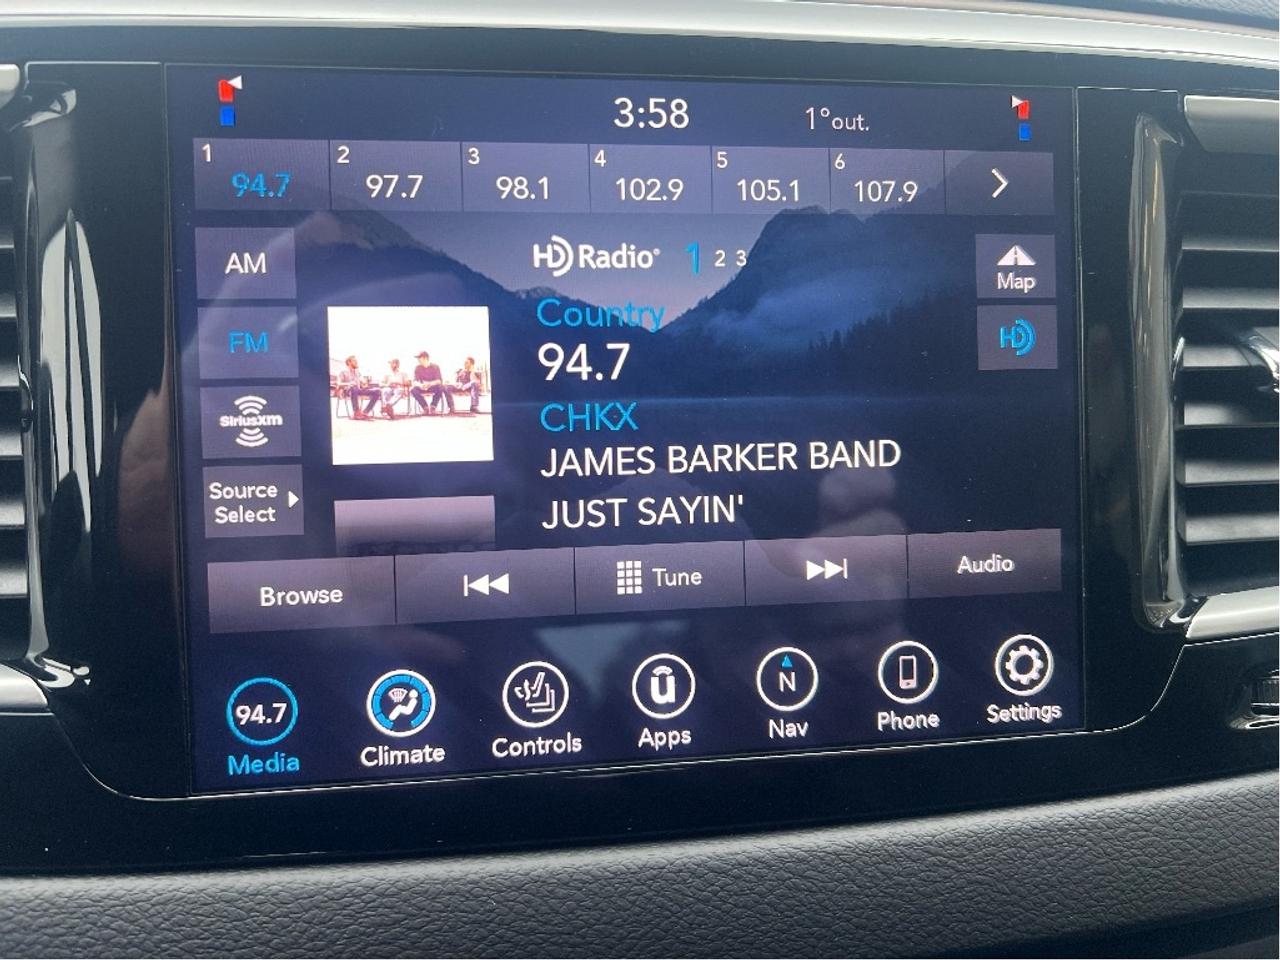 3:58 1°out.
1 2 3 4 5 6
94.7 97.7 98.1 102.9 105.1 107.9
AM
HD Radio® 1 2 3
Map
Country
FM
94.7
HD
SiriusXM
CHKX
JAMES BARKER BAND
Source
Select
JUST SAYIN'
Browse
Tune
Audio
94.7
Media
Climate
Controls
u
Apps
N
Nav
Phone
Settings